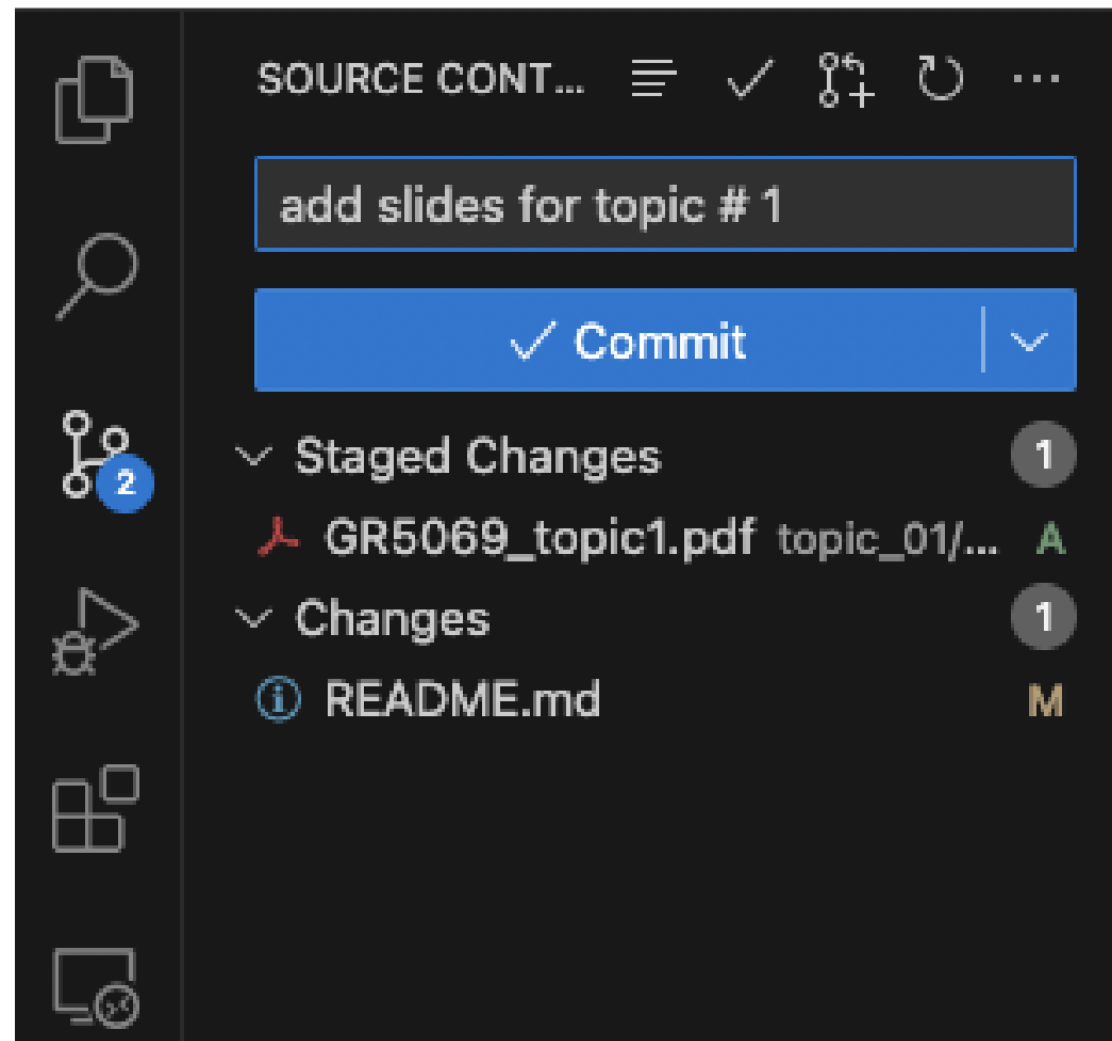 SOURCE CONT...
add slides for topic # 1
Commit
2
Staged Changes 1
GR5069_topic1.pdf topic_01/... A
Changes 1
README.md M